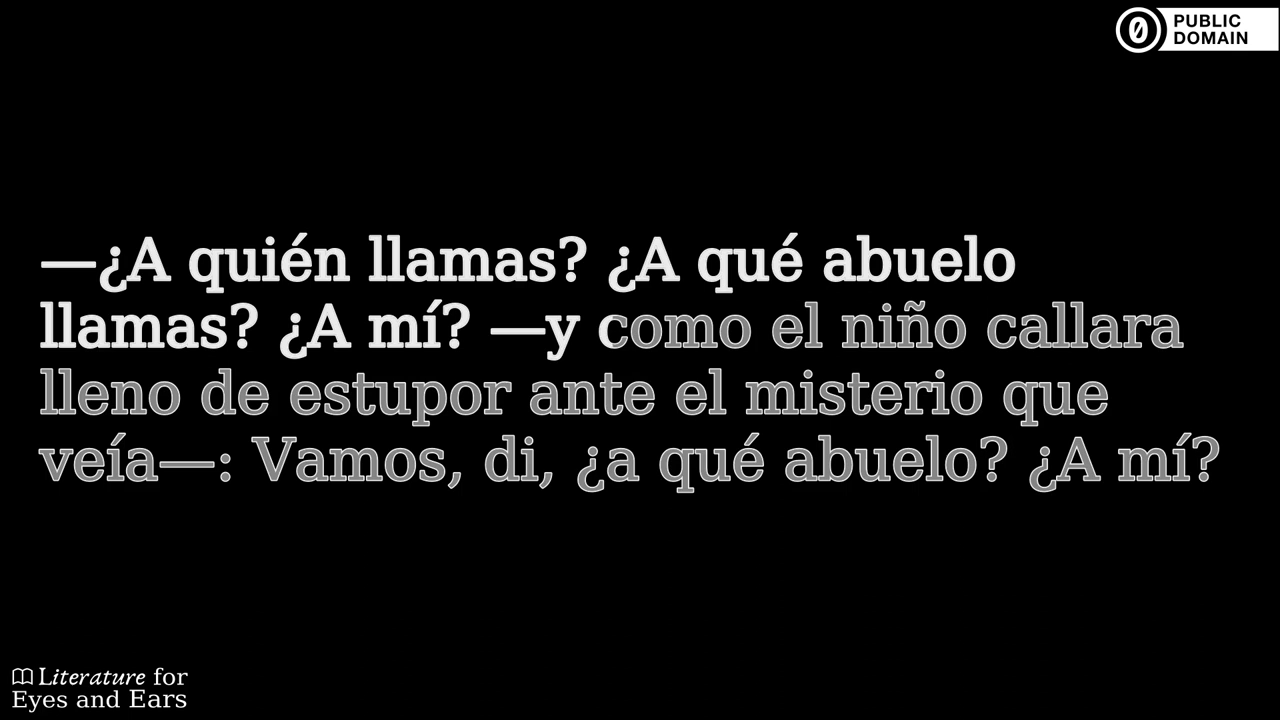 PUBLIC
DOMAIN
—¿A quién llamas? ¿A qué abuelo
llamas? ¿A mí? —y como el niño callara
lleno de estupor ante el misterio que
veía—: Vamos, di, ¿a qué abuelo? ¿A mí?
Literature for
Eyes and Ears